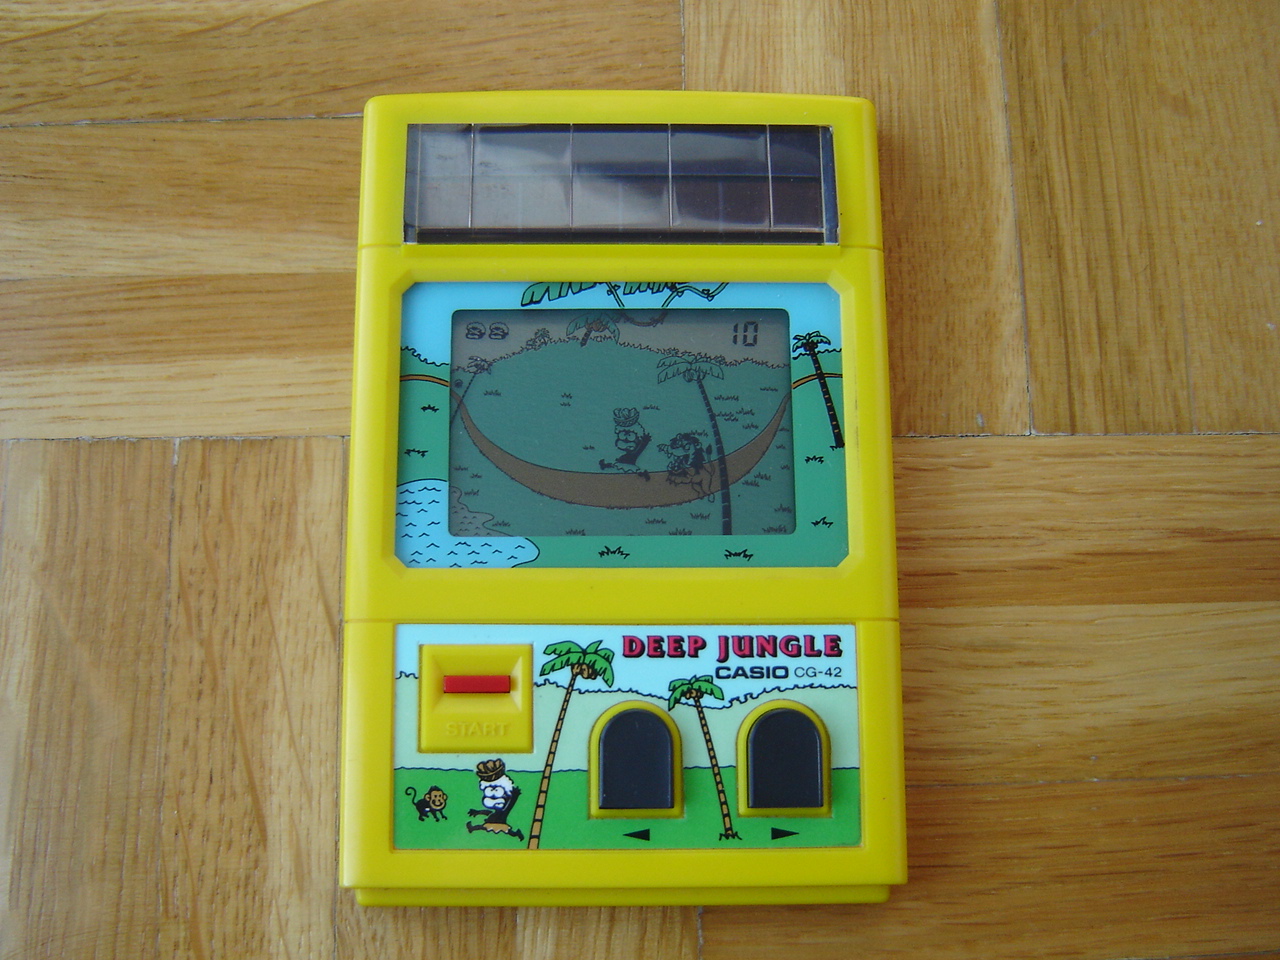 10
DEEP JUNGLE
CASIO CG-42
START